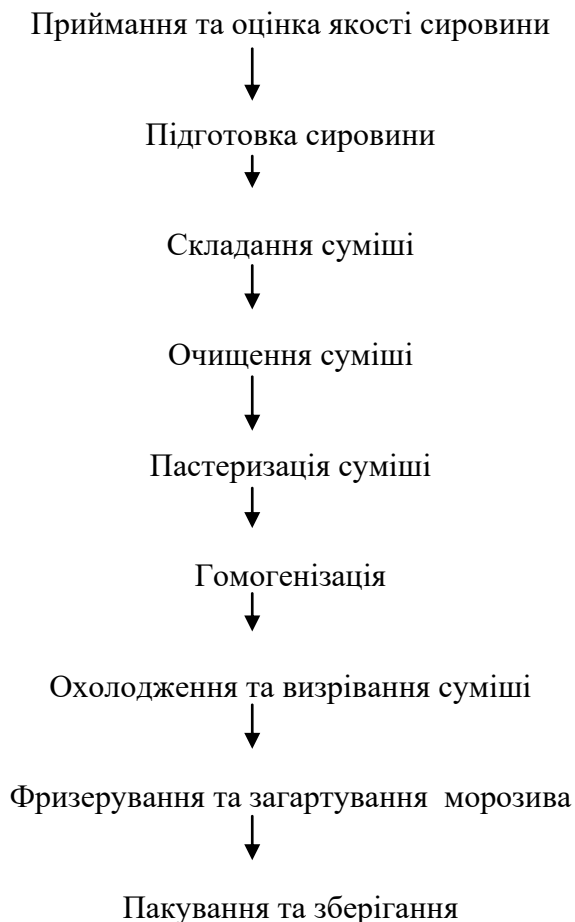 Приймання та оцінка якості сировини
Підготовка сировини
Складання суміші
Очищення суміші
Пастеризація суміші
Гомогенізація
Охолодження та визрівання суміші
Фризерування та загартування морозива
Пакування та зберігання